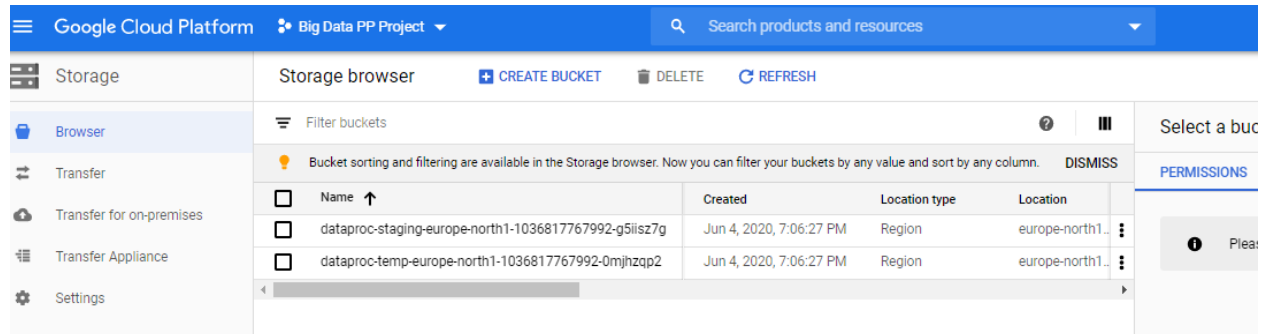 Google Cloud Platform Big Data PP Project Search products and resources
Storage Storage browser CREATE BUCKET DELETE REFRESH
Browser
Transfer
Transfer for on-premises
Transfer Appliance
Settings
Filter buckets
Bucket sorting and filtering are available in the Storage browser. Now you can filter your buckets by any value and sort by any column. DISMISS
Name Created Location type Location
dataproc-staging-europe-north1-1036817767992-g5iisz7g Jun 4, 2020, 7:06:27 PM Region europe-north1..
dataproc-temp-europe-north1-1036817767992-0mjhzqp2 Jun 4, 2020, 7:06:27 PM Region europe-north1..
Select a buc
PERMISSIONS
Pleas